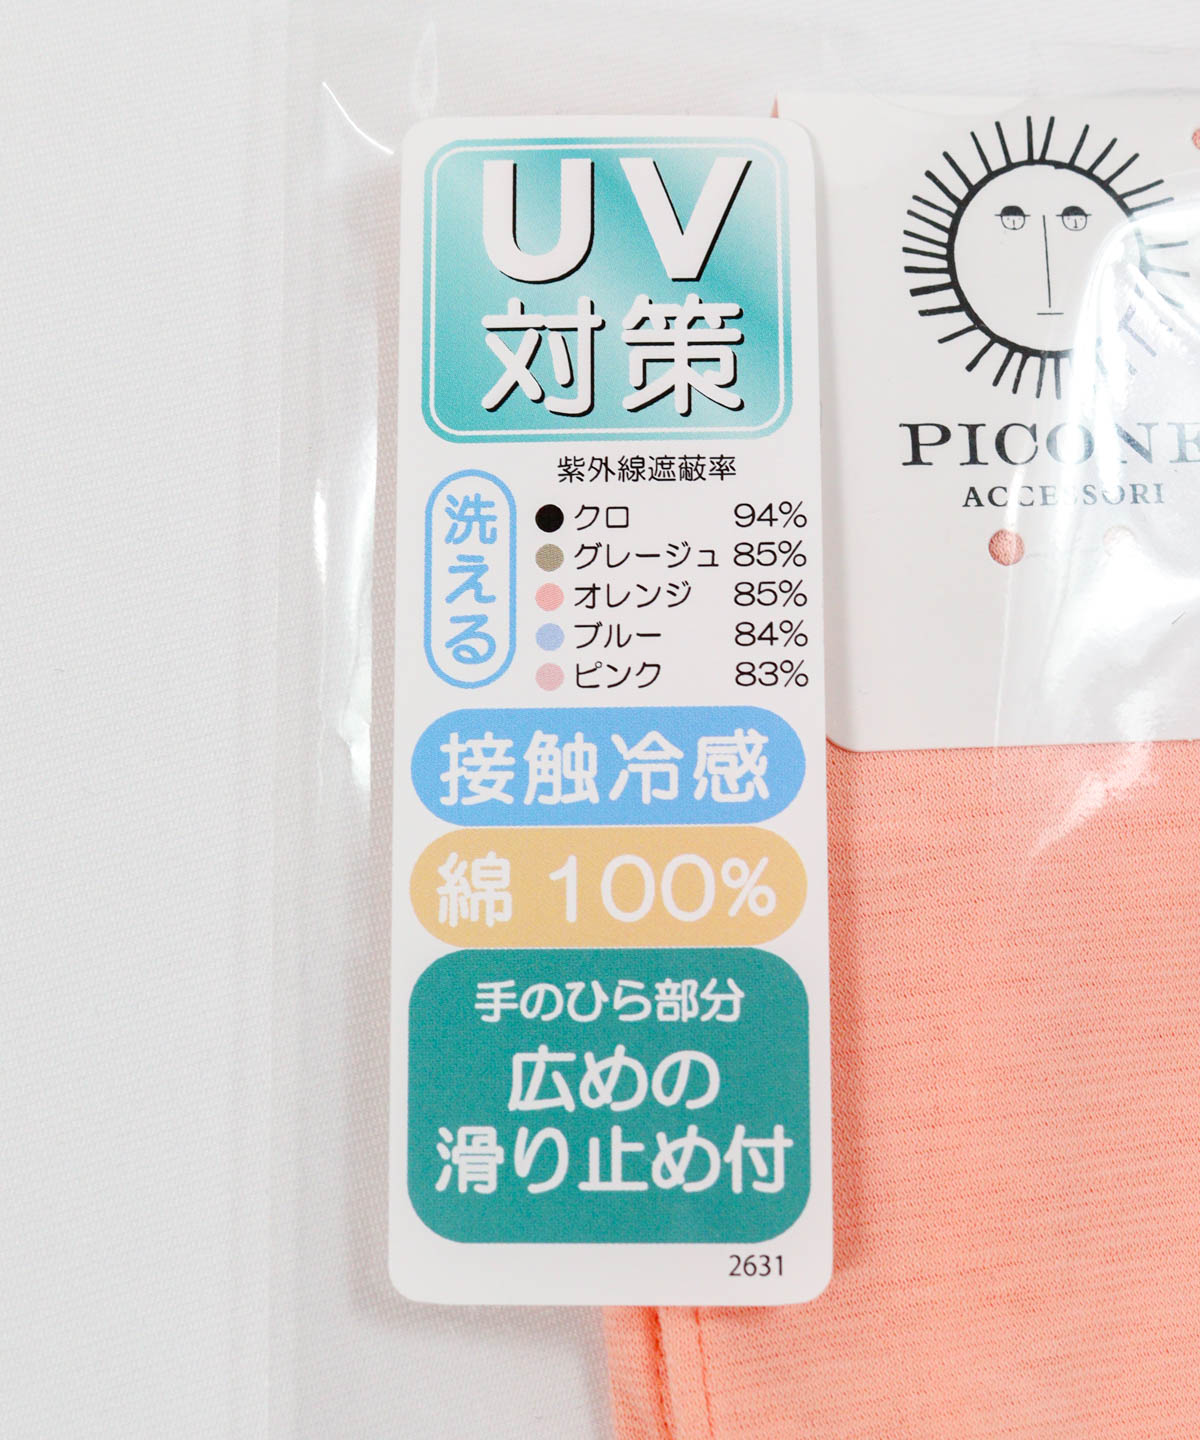 UV
対策
紫外線遮蔽率
洗える
クロ 94%
グレージュ 85%
オレンジ 85%
ブルー 84%
ピンク 83%
接触冷感
綿 100%
手のひら部分
広めの
滑り止め付
2631
PICONE
ACCESSORI